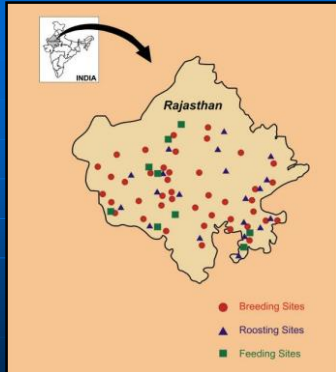 INDIA
Rajasthan
Breeding Sites
Roosting Sites
Feeding Sites